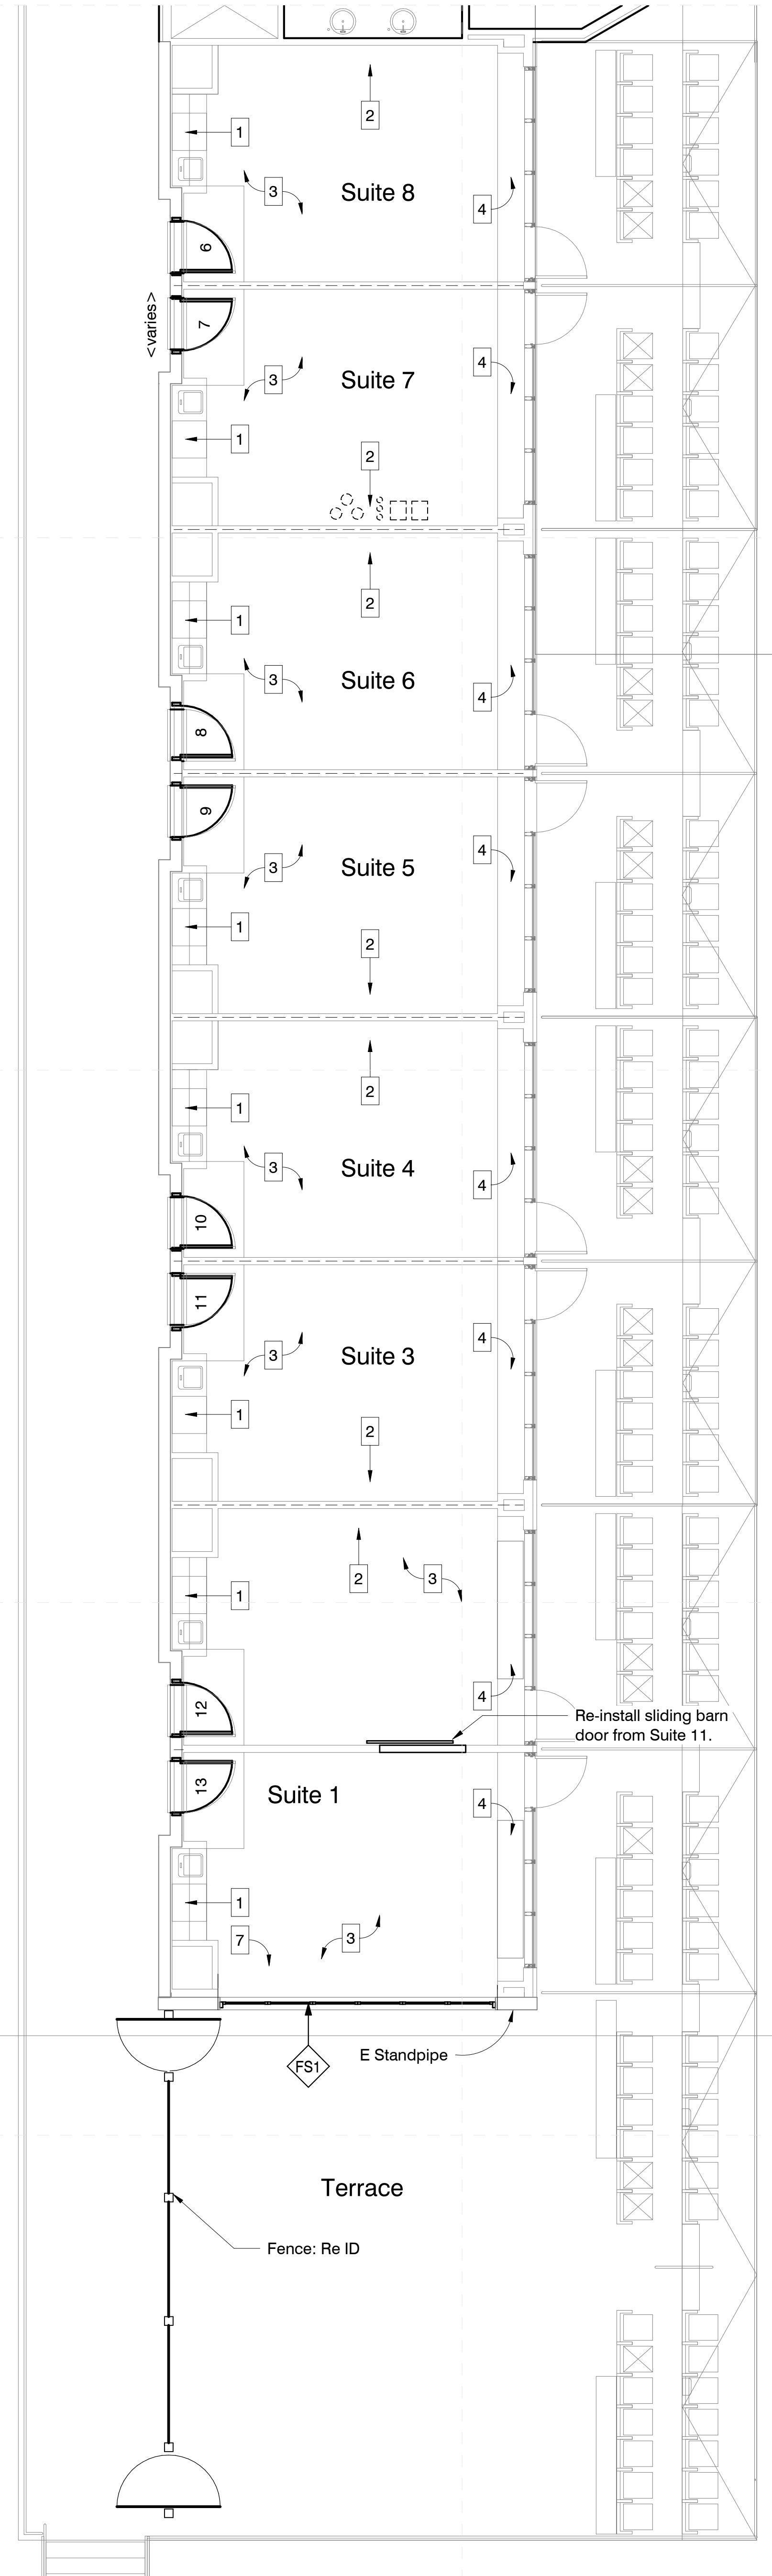 2
1
Suite 8
3
4
6
<varies>
7
4
3
Suite 7
1
2
2
1
Suite 6
3
4
8
9
4
3
Suite 5
1
2
2
1
3
Suite 4
4
10
11
4
3
Suite 3
1
2
2
3
1
4
12
Re-install sliding barn
door from Suite 11.
13
Suite 1
4
1
7
3
FS1
E Standpipe
Terrace
Fence: Re ID